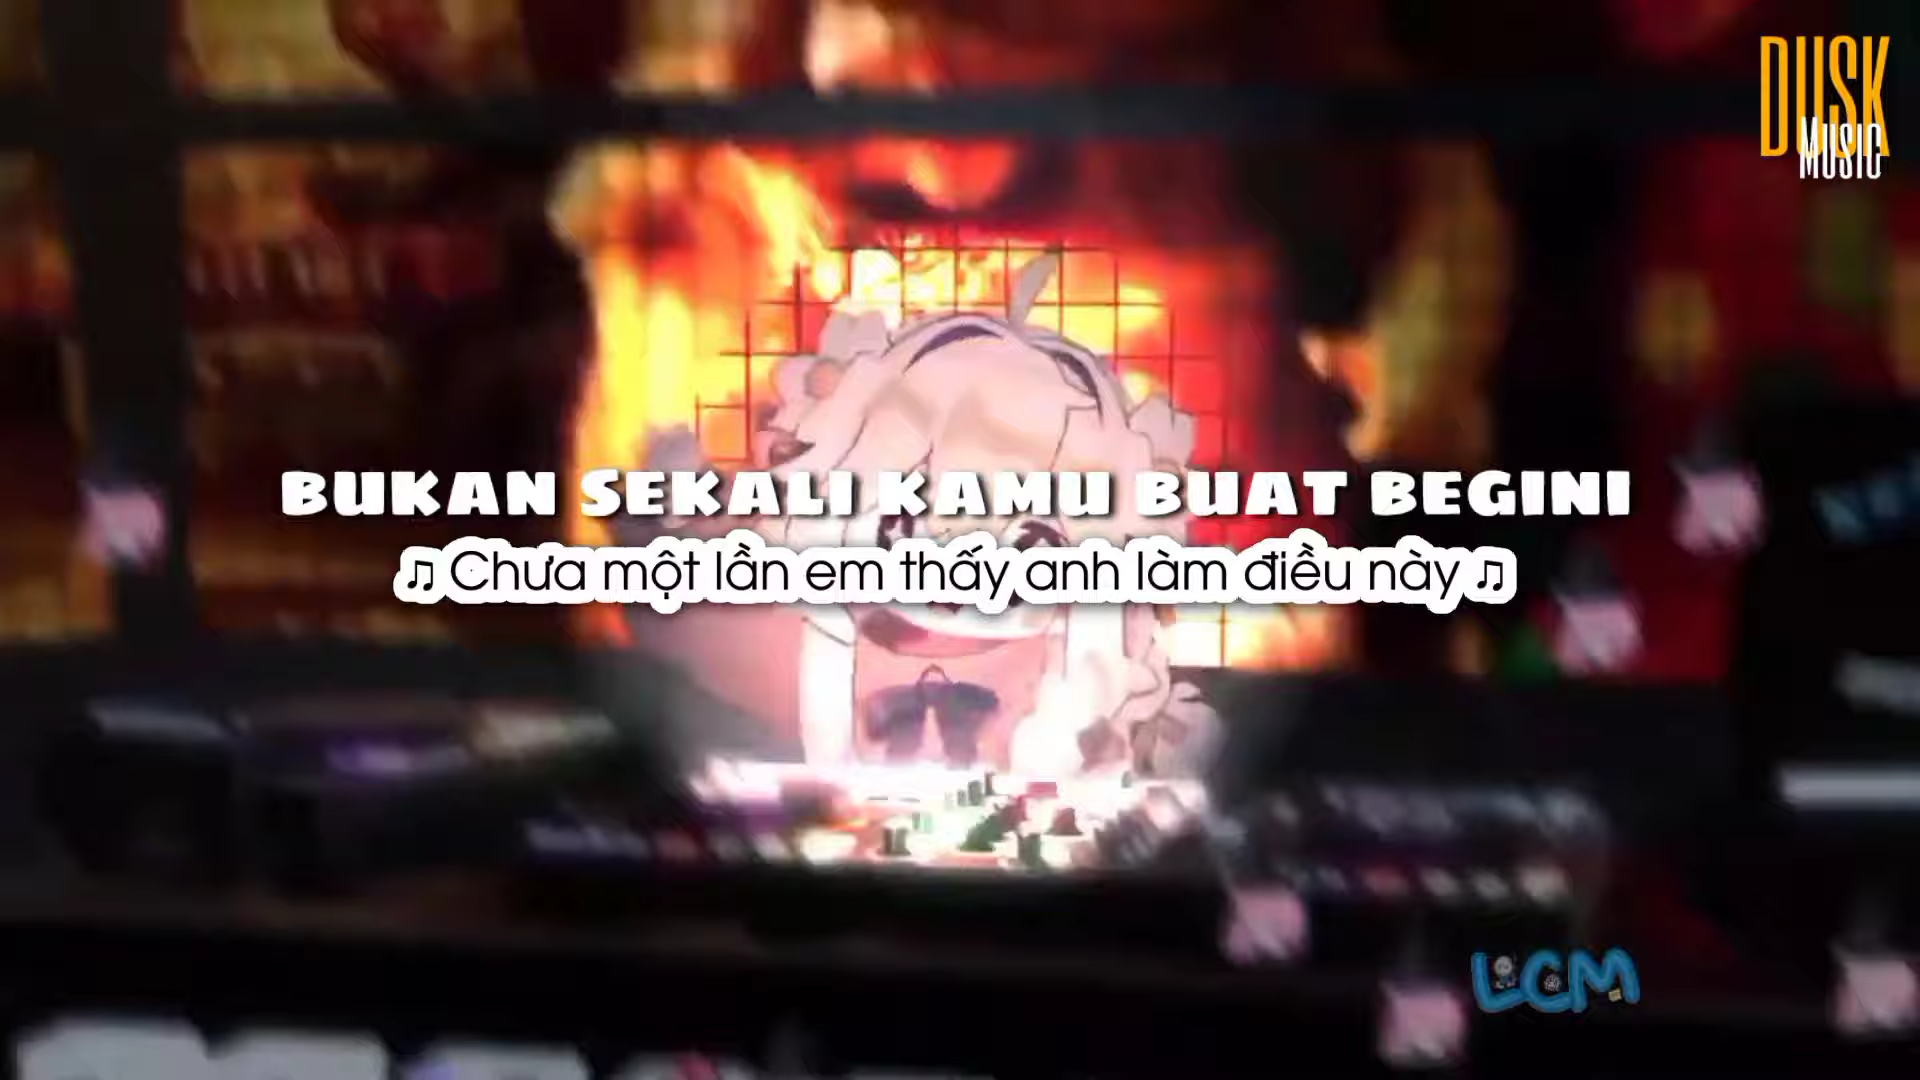 DUSK
MUSIC
BUKAN SEKALI KAMU BUAT BEGINI
♫ Chưa một lần em thấy anh làm điều này ♫
LCM